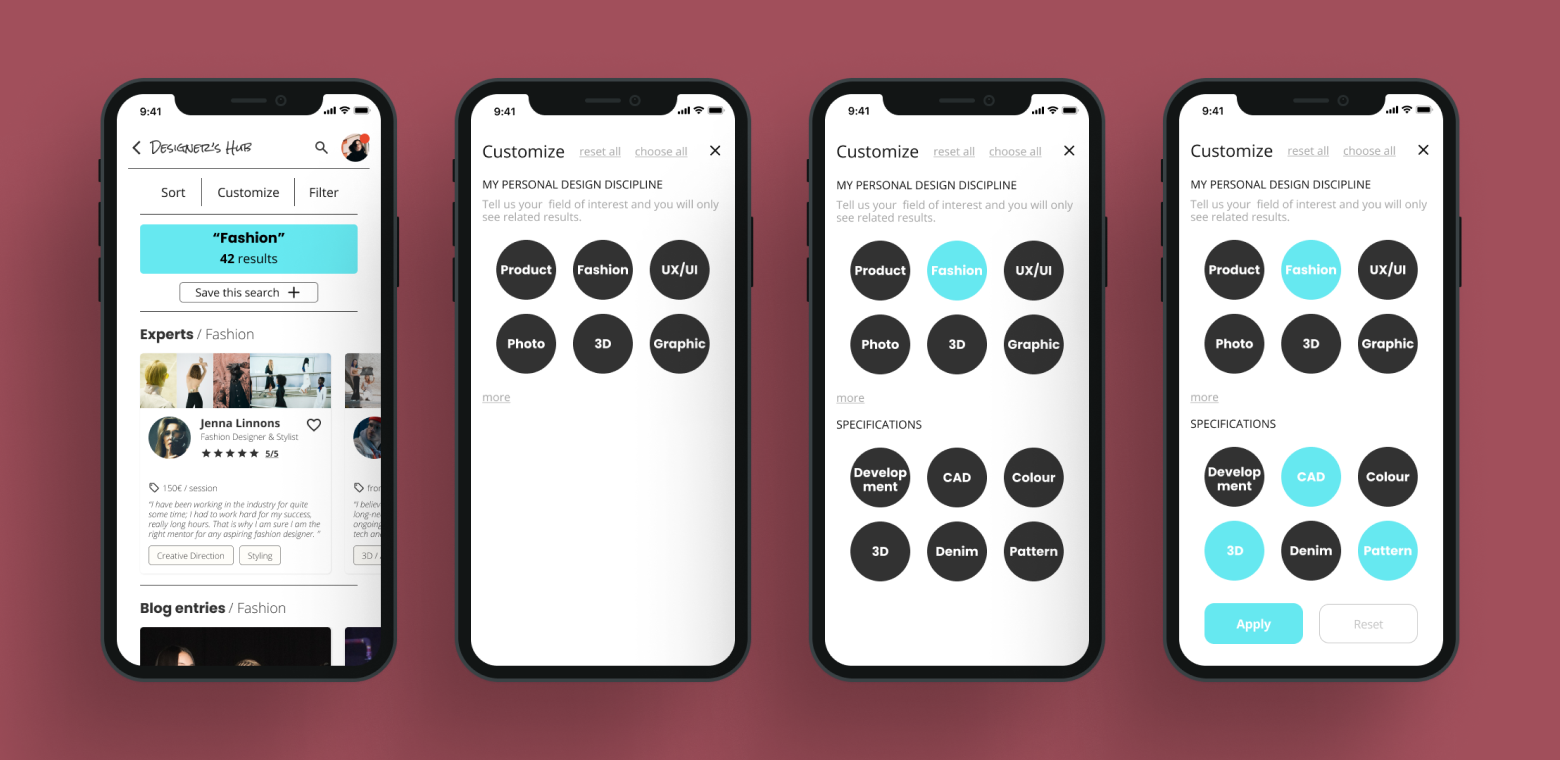 9:41
DESIGNER'S HUB
Sort
Customize
Filter
“Fashion”
42 results
Save this search +
Experts / Fashion
Jenna Linnons
Fashion Designer & Stylist
5/5
150€ / session
"I have been working in the industry for quite
some time; I had to work hard for my success,
really long hours. That is why I am sure I am the
right mentor for any aspiring fashion designer. "
Creative Direction
Styling
"I
long-
3D /
Blog entries / Fashion
9:41
Customize
reset all
choose all
MY PERSONAL DESIGN DISCIPLINE
Tell us your  field of interest and you will only
see related results.
Product
Fashion
UX/UI
Photo
3D
Graphic
more
9:41
Customize
reset all
choose all
MY PERSONAL DESIGN DISCIPLINE
Tell us your  field of interest and you will only
see related results.
Product
Fashion
UX/UI
Photo
3D
Graphic
more
SPECIFICATIONS
Develop
ment
CAD
Colour
3D
Denim
Pattern
9:41
Customize
reset all
choose all
MY PERSONAL DESIGN DISCIPLINE
Tell us your  field of interest and you will only
see related results.
Product
Fashion
UX/UI
Photo
3D
Graphic
more
SPECIFICATIONS
Develop
ment
CAD
Colour
3D
Denim
Pattern
Apply
Reset